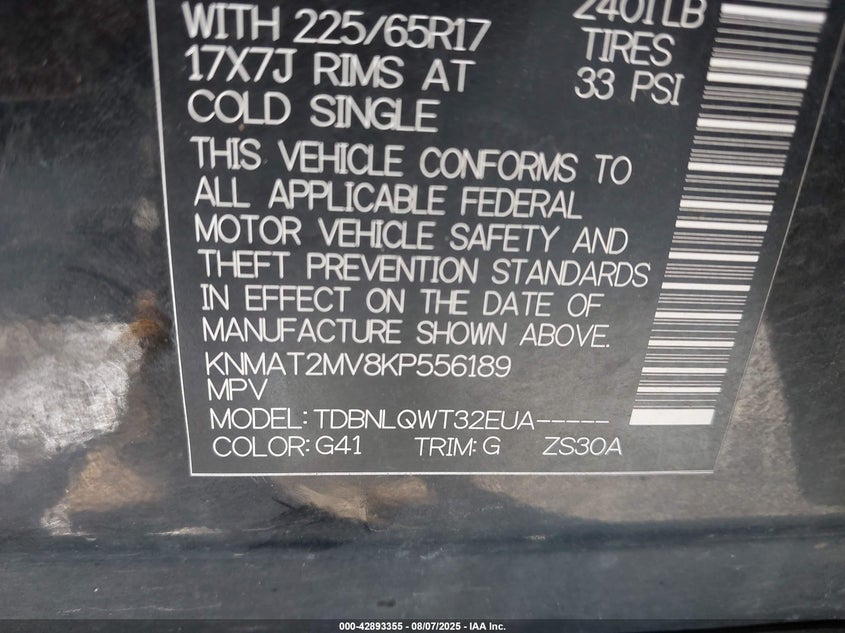 WITH 225/65R17
17X7J RIMS AT
COLD SINGLE
2401LB
TIRES
33 PSI
THIS VEHICLE CONFORMS TO
ALL APPLICABLE FEDERAL
MOTOR VEHICLE SAFETY AND
THEFT PREVENTION STANDARDS
IN EFFECT ON THE DATE OF
MANUFACTURE SHOWN ABOVE.
KNMAT2MV8KP556189
MPV
MODEL: TDBNLQWT32EUA-----
COLOR: G41 TRIM: G ZS30A
000-42893355 - 08/07/2025 - IAA Inc.